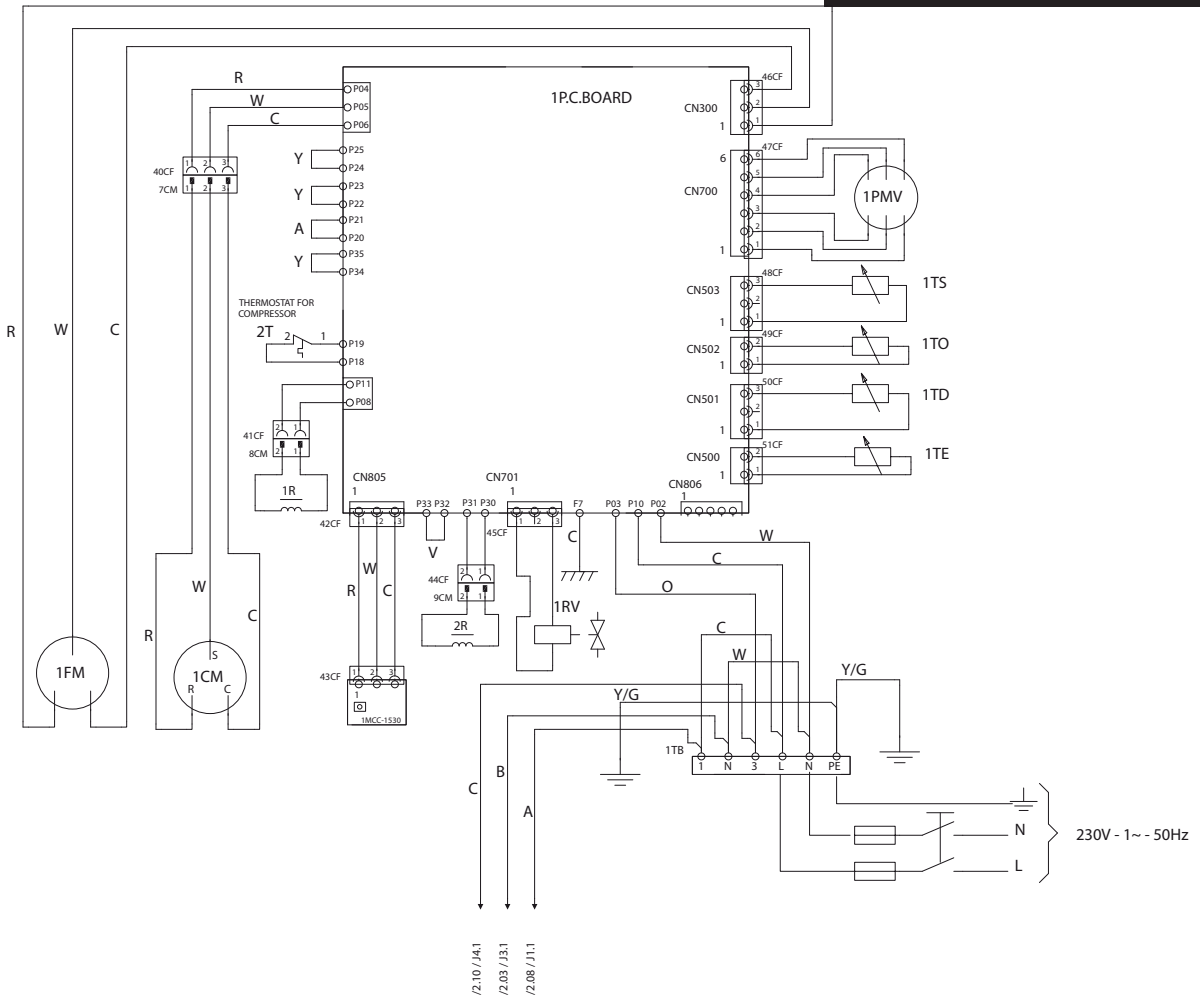 R
W
C
R
W
C
P04
P05
P06
1P.C.BOARD
CN300
1
46CF
3
2
1
40CF
7CM
1
2
3
1
2
3
Y
P25
P24
Y
P23
P22
A
P21
P20
Y
P35
P34
6
CN700
1
47CF
6
5
4
3
2
1
1PMV
CN503
1
48CF
3
2
1
1TS
CN502
1
49CF
2
1
1TO
CN501
1
50CF
3
2
1
1TD
CN500
1
51CF
2
1
1TE
THERMOSTAT FOR
COMPRESSOR
2T
2
1
P19
P18
P11
P08
41CF
8CM
2
1
2
1
1R
CN805
1
42CF
1
2
3
P33 P32
V
P31 P30
CN701
1
45CF
1
2
3
F7
C
P03
P10
P02
CN806
1
W
C
O
R
W
C
44CF
9CM
2
1
2
1
2R
1RV
43CF
1
2
3
1
1MCC-1530
1FM
R
W
C
1CM
S
R
C
C
W
Y/G
Y/G
1TB
1
N
3
L
N
PE
C
B
A
N
L
230V - 1~ - 50Hz
/2.10 / J4.1
/2.03 / J3.1
/2.08 / J1.1